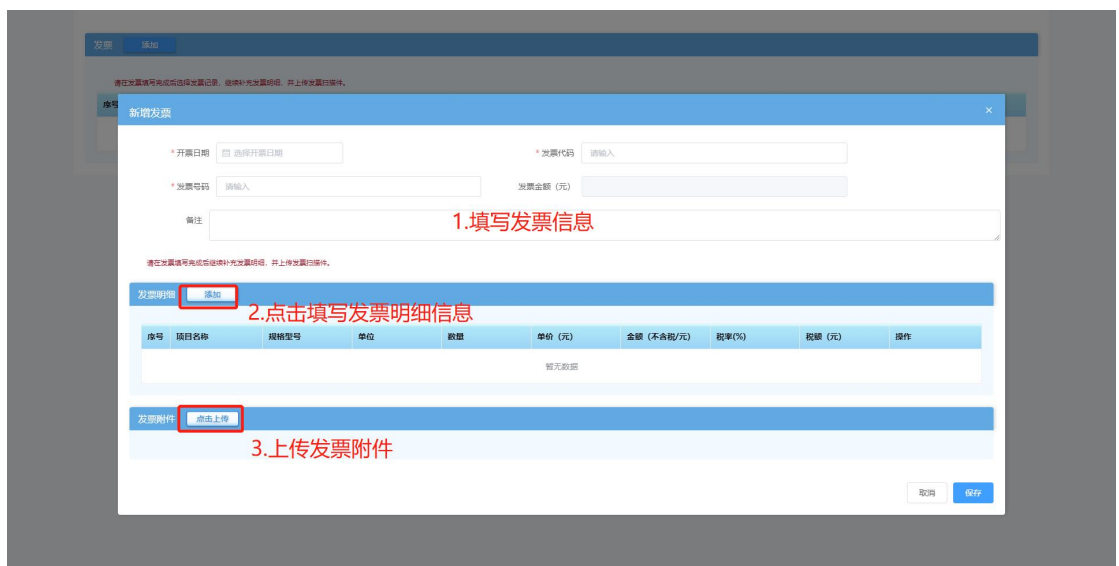 发票 添加
请在发票填写完成后选择发票记录，继续补充发票明细，并上传发票扫描件。
序号
新增发票 ×
* 开票日期 选择开票日期 * 发票代码 请输入
* 发票号码 请输入 发票金额（元）
备注
1.填写发票信息
请在发票填写完成后继续补充发票明细，并上传发票扫描件。
发票明细 添加
2.点击填写发票明细信息
序号 项目名称 规格型号 单位 数量 单价（元） 金额（不含税/元） 税率(%) 税额（元） 操作
暂无数据
发票附件 点击上传
3.上传发票附件
取消 保存